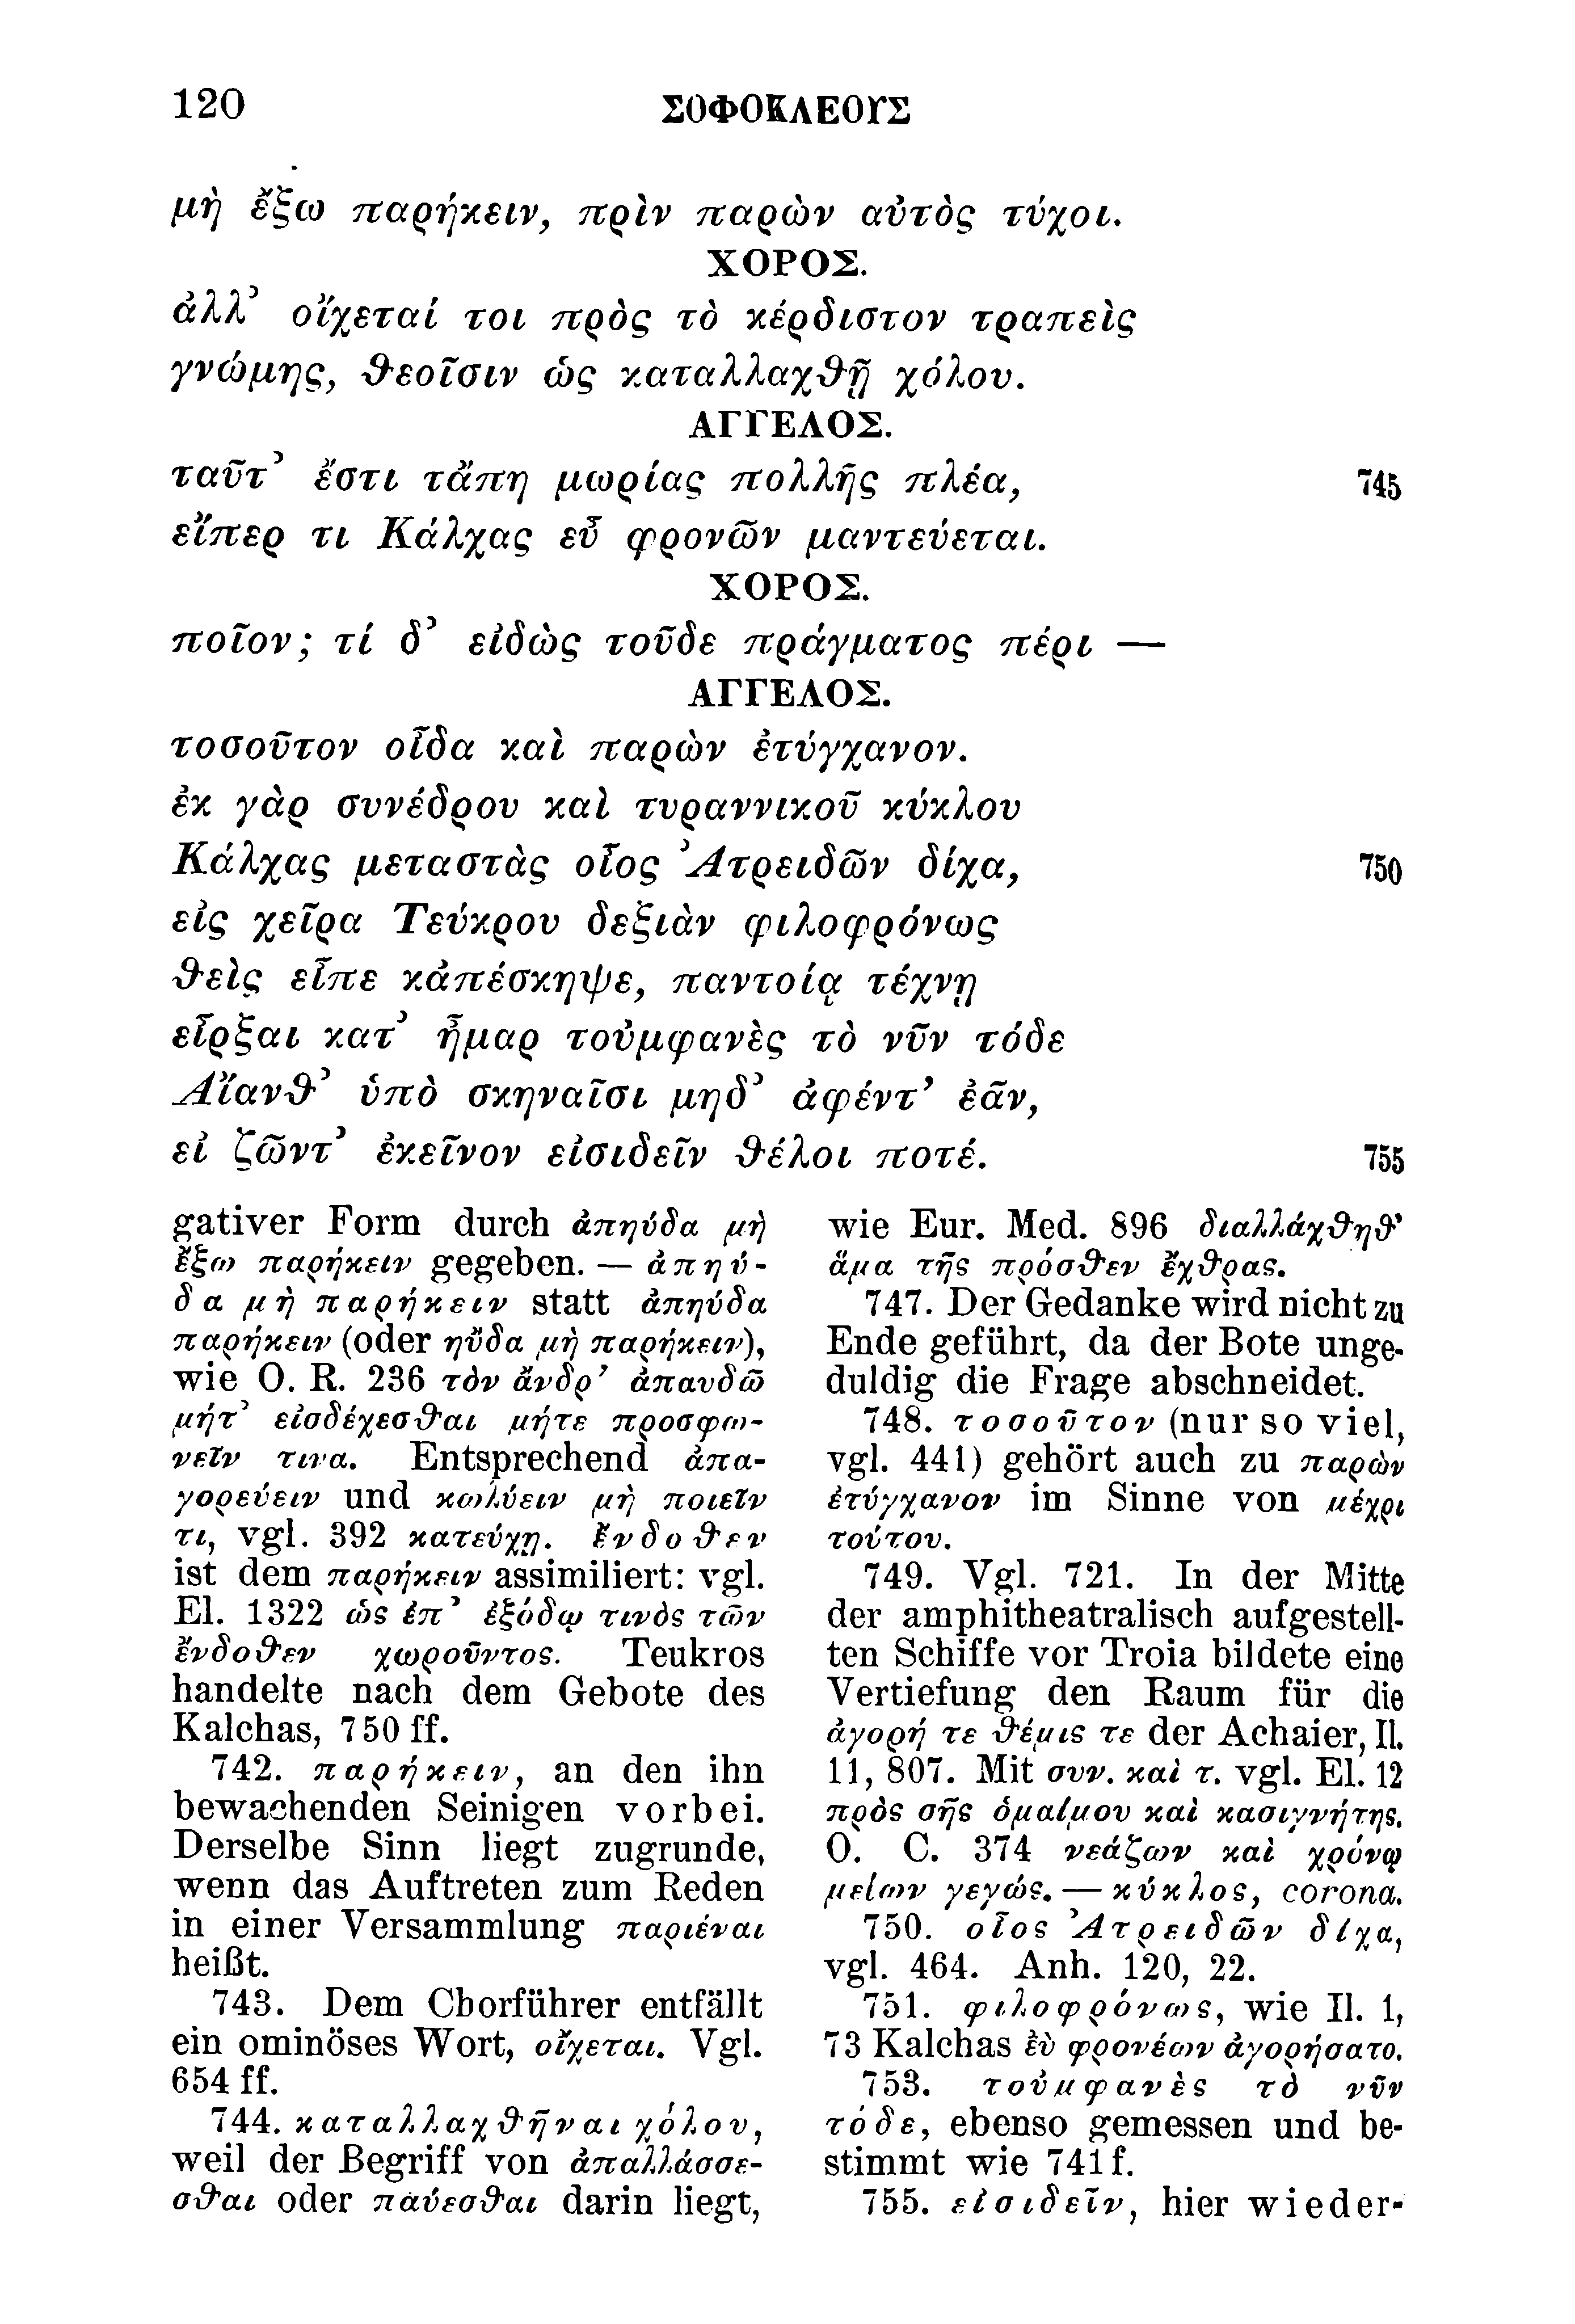 120
ΣΟΦΟΚΛΕΟΥΣ
μὴ ἔξω παρήκειν, πρὶν παρὼν αὐτὸς τύχοι.
ΧΟΡΟΣ.
ἀλλ᾽ οἴχεταί τοι πρὸς τὸ κέρδιστον τραπεὶς
γνώμης, θεοῖσιν ὡς καταλλαχθῇ χόλου.
ΑΓΓΕΛΟΣ.
ταῦτ᾽ ἔστι τἄπη μωρίας πολλῆς πλέα, 745
εἴπερ τι Κάλχας εὖ φρονῶν μαντεύεται.
ΧΟΡΟΣ.
ποῖον; τί δ᾽ εἰδὼς τοῦδε πράγματος πέρι —
ΑΓΓΕΛΟΣ.
τοσοῦτον οἶδα καὶ παρὼν ἐτύγχανον.
ἐκ γὰρ συνέδρου καὶ τυραννικοῦ κύκλου
Κάλχας μεταστὰς οἶος Ἀτρειδῶν δίχα, 750
εἰς χεῖρα Τεύκρου δεξιὰν φιλοφρόνως
θεὶς εἶπε κἀπέσκηψε, παντοίᾳ τέχνῃ
εἶρξαι κατ᾽ ἦμαρ τοὐμφανὲς τὸ νῦν τόδε
Αἴανθ᾽ ὑπὸ σκηναῖσι μηδ᾽ ἀφέντ᾽ ἐᾶν,
εἰ ζῶντ᾽ ἐκεῖνον εἰσιδεῖν θέλοι ποτέ. 755
gativer Form durch ἀπηύδα μὴ
ἔξω παρήκειν gegeben. — ἀπηύ-
δα μὴ παρήκειν statt ἀπηύδα
παρήκειν (oder ηὔδα μὴ παρήκειν),
wie O. R. 236 τὸν ἄνδρ᾽ ἀπαυδῶ
μήτ᾽ εἰσδέχεσθαι μήτε προσφω-
νεῖν τινα. Entsprechend ἀπα-
γορεύειν und κωλύειν μὴ ποιεῖν
τι, vgl. 392 κατεύχῃ. ἔνδοθεν
ist dem παρήκειν assimiliert: vgl.
El. 1322 ὡς ἐπ᾽ ἐξόδῳ τινὸς τῶν
ἔνδοθεν χωροῦντος. Teukros
handelte nach dem Gebote des
Kalchas, 750 ff.
742. παρήκειν, an den ihn
bewachenden Seinigen vorbei.
Derselbe Sinn liegt zugrunde,
wenn das Auftreten zum Reden
in einer Versammlung παριέναι
heißt.
743. Dem Chorführer entfällt
ein ominöses Wort, οἴχεται. Vgl.
654 ff.
744. καταλλαχθῆναι χόλου,
weil der Begriff von ἀπαλλάσσε-
σθαι oder παύεσθαι darin liegt,
wie Eur. Med. 896 διαλλάχθηθ᾽
ἅμα τῆς πρόσθεν ἔχθρας.
747. Der Gedanke wird nicht zu
Ende geführt, da der Bote unge-
duldig die Frage abschneidet.
748. τοσοῦτον (nur so viel,
vgl. 441) gehört auch zu παρὼν
ἐτύγχανον im Sinne von μέχρι
τούτου.
749. Vgl. 721. In der Mitte
der amphitheatralisch aufgestell-
ten Schiffe vor Troia bildete eine
Vertiefung den Raum für die
ἀγορή τε θέμις τε der Achaier, Il.
11, 807. Mit συν. καὶ τ. vgl. El. 12
πρὸς σῆς ὁμαίμου καὶ κασιγνήτης.
O. C. 374 νεάζων καὶ χρόνῳ
μείων γεγώς. — κύκλος, corona.
750. οἶος Ἀτρειδῶν δίχα,
vgl. 464. Anh. 120, 22.
751. φιλοφρόνως, wie Il. 1,
73 Kalchas ἐὺ φρονέων ἀγορήσατο.
753. τοὐμφανὲς τὸ νῦν
τόδε, ebenso gemessen und be-
stimmt wie 741 f.
755. εἰσιδεῖν, hier wieder-